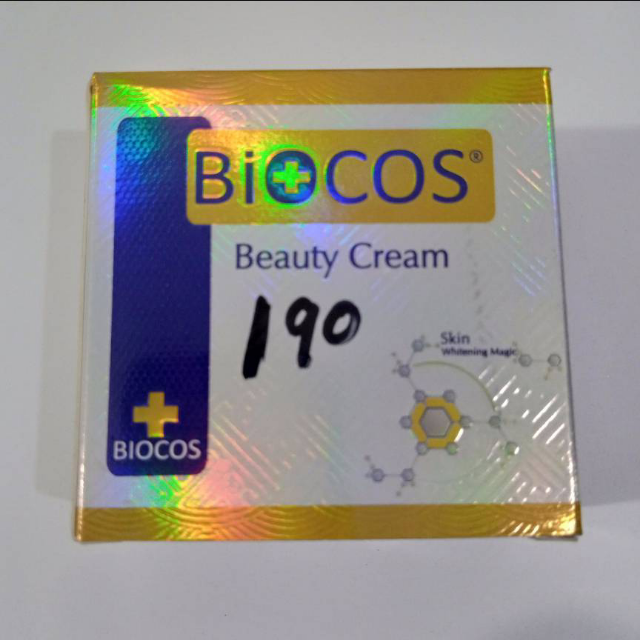 BiOCOS®
Beauty Cream
190
Skin
Whitening Magic
BIOCOS